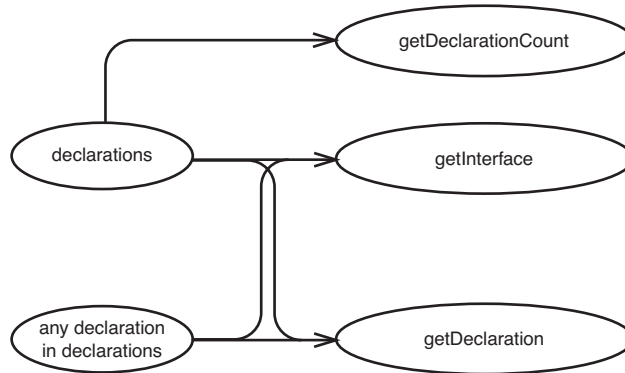 getDeclarationCount
declarations
getInterface
any declaration
in declarations
getDeclaration